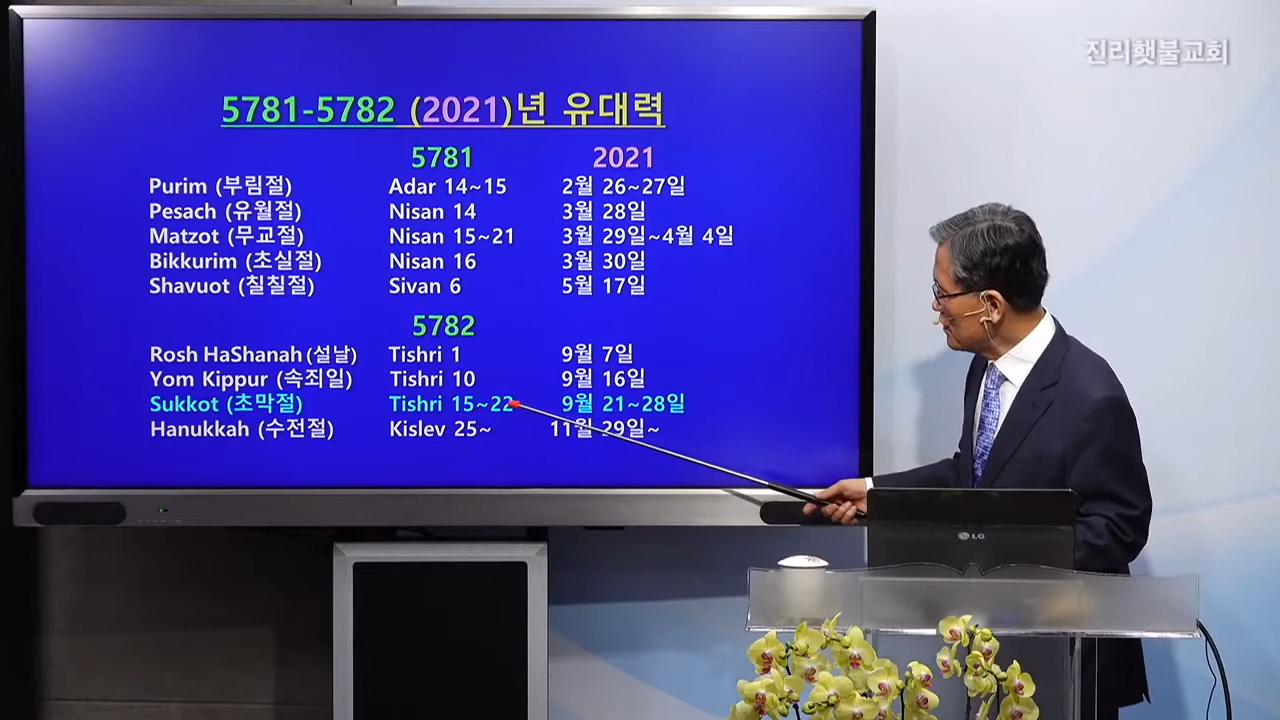 진리횃불교회
5781-5782 (2021)년 유대력
5781 2021
Purim (부림절) Adar 14~15 2월 26~27일
Pesach (유월절) Nisan 14 3월 28일
Matzot (무교절) Nisan 15~21 3월 29일~4월 4일
Bikkurim (초실절) Nisan 16 3월 30일
Shavuot (칠칠절) Sivan 6 5월 17일
5782
Rosh HaShanah (설날) Tishri 1 9월 7일
Yom Kippur (속죄일) Tishri 10 9월 16일
Sukkot (초막절) Tishri 15~22 9월 21~28일
Hanukkah (수전절) Kislev 25~ 11월 29일~
LG